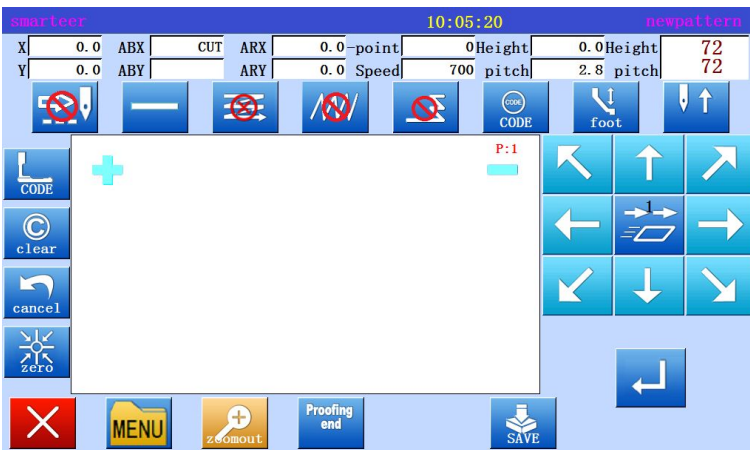 smarteer 10:05:20 newpattern
X 0.0 ABX CUT ARX 0.0 -point 0 Height 0.0 Height 72
Y 0.0 ABY ARY 0.0 Speed 700 pitch 2.8 pitch 72
CODE
CODE
foot
P:1
CODE
1
clear
cancel
zero
MENU
zoomout
Proofing
end
SAVE